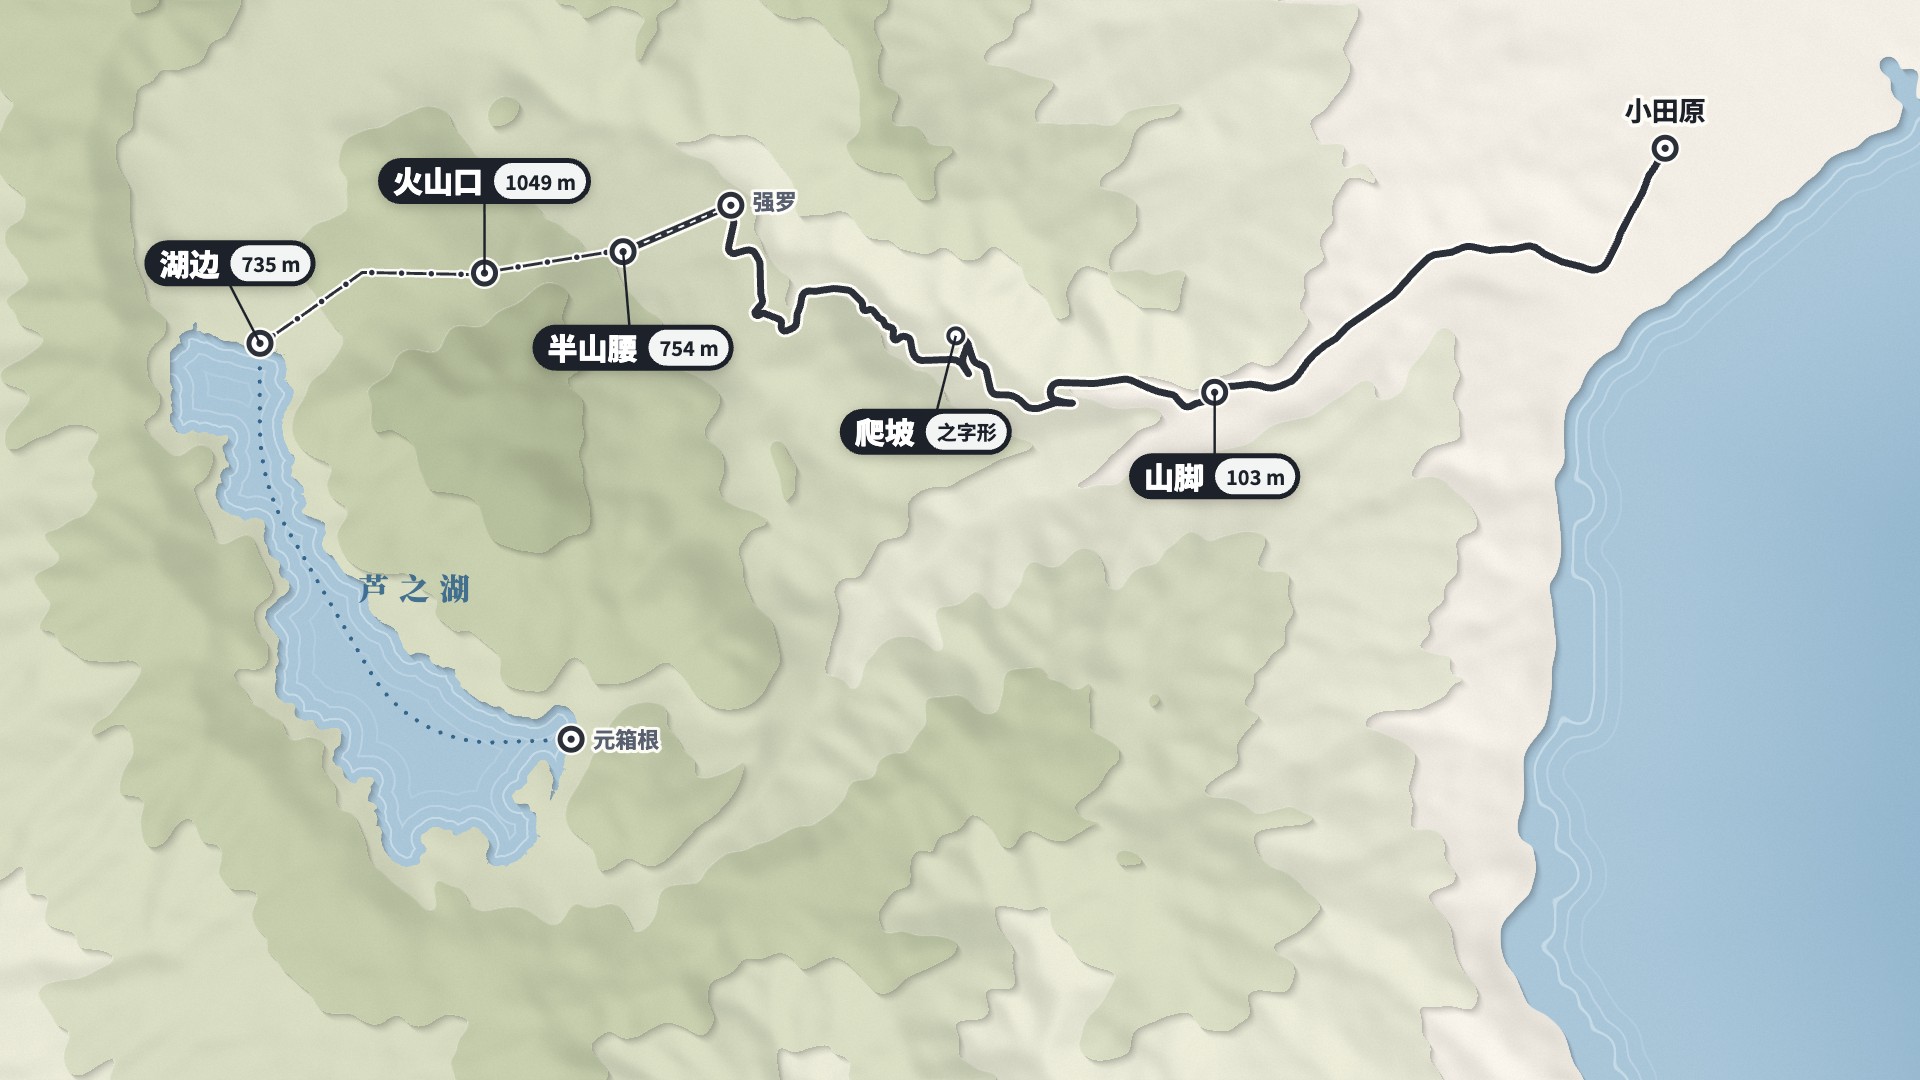 小田原
火山口 1049 m
强罗
湖边 735 m
半山腰 754 m
爬坡 之字形
山脚 103 m
芦之湖
元箱根